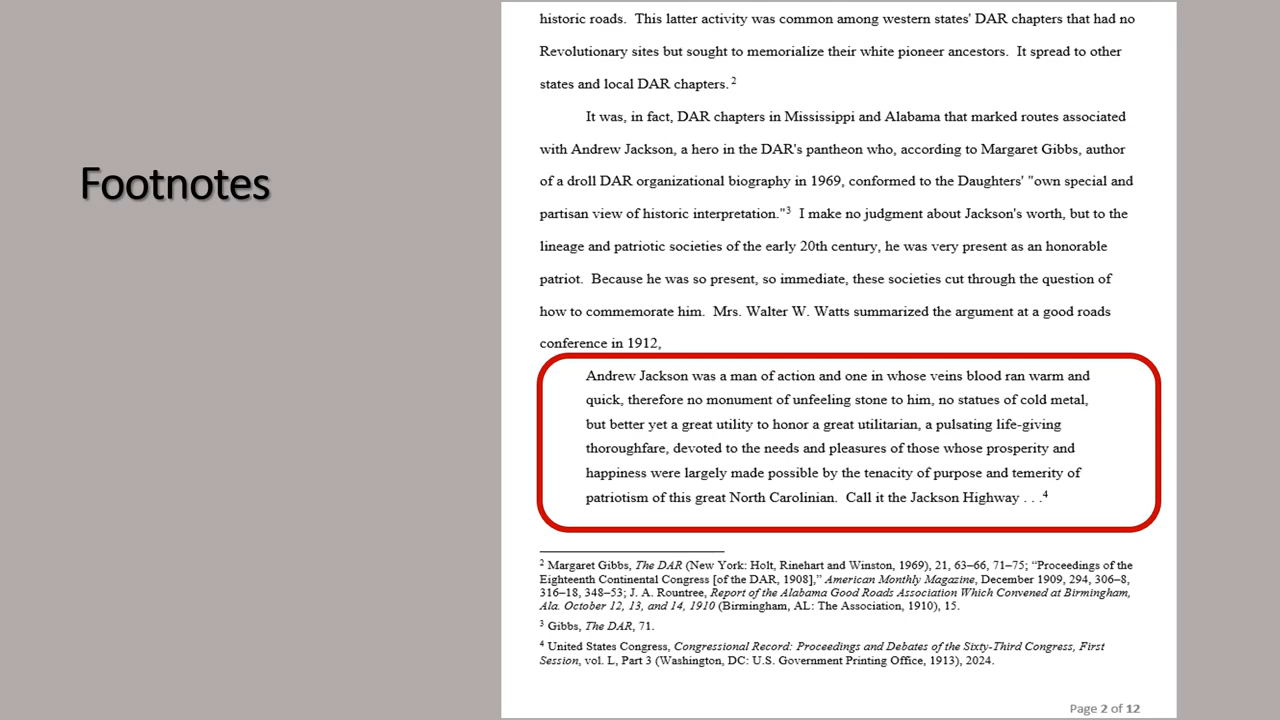 Footnotes
historic roads.  This latter activity was common among western states' DAR chapters that had no
Revolutionary sites but sought to memorialize their white pioneer ancestors.  It spread to other
states and local DAR chapters.2
It was, in fact, DAR chapters in Mississippi and Alabama that marked routes associated
with Andrew Jackson, a hero in the DAR's pantheon who, according to Margaret Gibbs, author
of a droll DAR organizational biography in 1969, conformed to the Daughters' "own special and
partisan view of historic interpretation."3  I make no judgment about Jackson's worth, but to the
lineage and patriotic societies of the early 20th century, he was very present as an honorable
patriot.  Because he was so present, so immediate, these societies cut through the question of
how to commemorate him.  Mrs. Walter W. Watts summarized the argument at a good roads
conference in 1912,
Andrew Jackson was a man of action and one in whose veins blood ran warm and
quick, therefore no monument of unfeeling stone to him, no statues of cold metal,
but better yet a great utility to honor a great utilitarian, a pulsating life-giving
thoroughfare, devoted to the needs and pleasures of those whose prosperity and
happiness were largely made possible by the tenacity of purpose and temerity of
patriotism of this great North Carolinian.  Call it the Jackson Highway . . .4
2 Margaret Gibbs, The DAR (New York: Holt, Rinehart and Winston, 1969), 21, 63–66, 71–75; “Proceedings of the
Eighteenth Continental Congress [of the DAR, 1908],” American Monthly Magazine, December 1909, 294, 306–8,
316–18, 348–53; J. A. Rountree, Report of the Alabama Good Roads Association Which Convened at Birmingham,
Ala. October 12, 13, and 14, 1910 (Birmingham, AL: The Association, 1910), 15.
3 Gibbs, The DAR, 71.
4 United States Congress, Congressional Record: Proceedings and Debates of the Sixty-Third Congress, First
Session, vol. L, Part 3 (Washington, DC: U.S. Government Printing Office, 1913), 2024.
Page 2 of 12